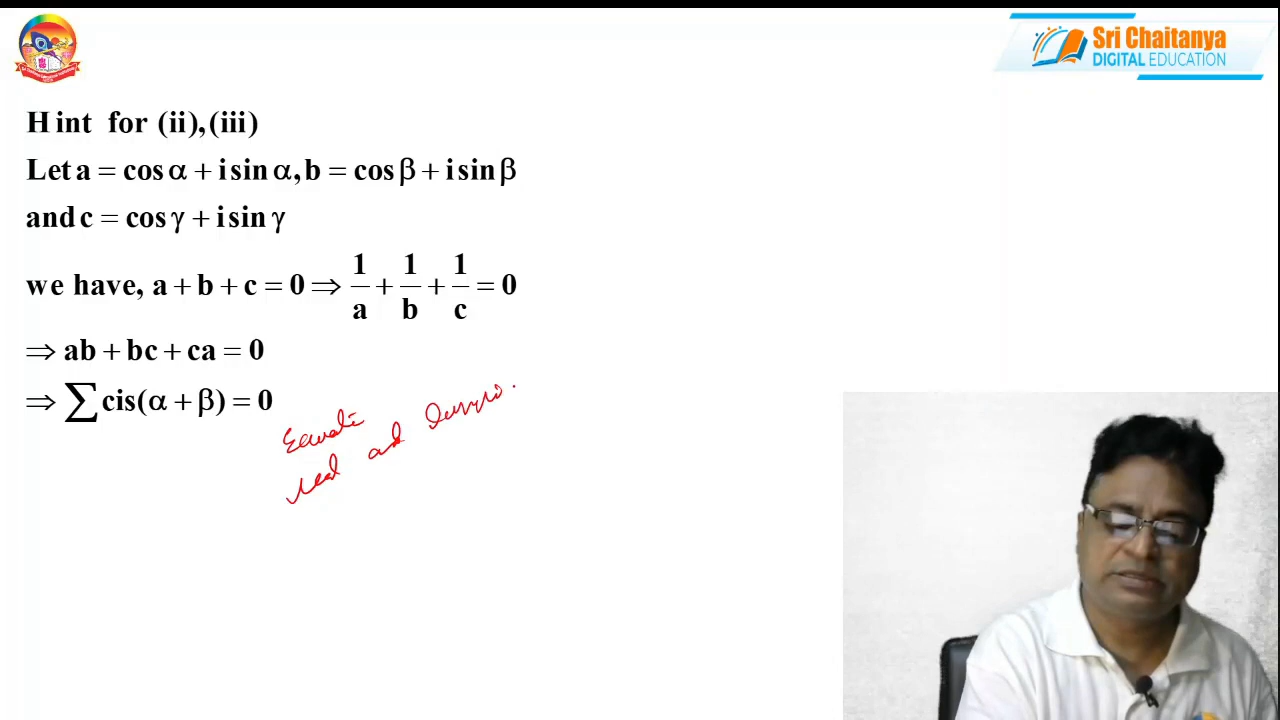 Sri Chaitanya
DIGITAL EDUCATION
Hint for (ii),(iii)
Let a = cos α + i sin α, b = cos β + i sin β
and c = cos γ + i sin γ
we have, a + b + c = 0 ⇒ 1/a + 1/b + 1/c = 0
⇒ ab + bc + ca = 0
⇒ ∑ cis(α + β) = 0
Equate
real and